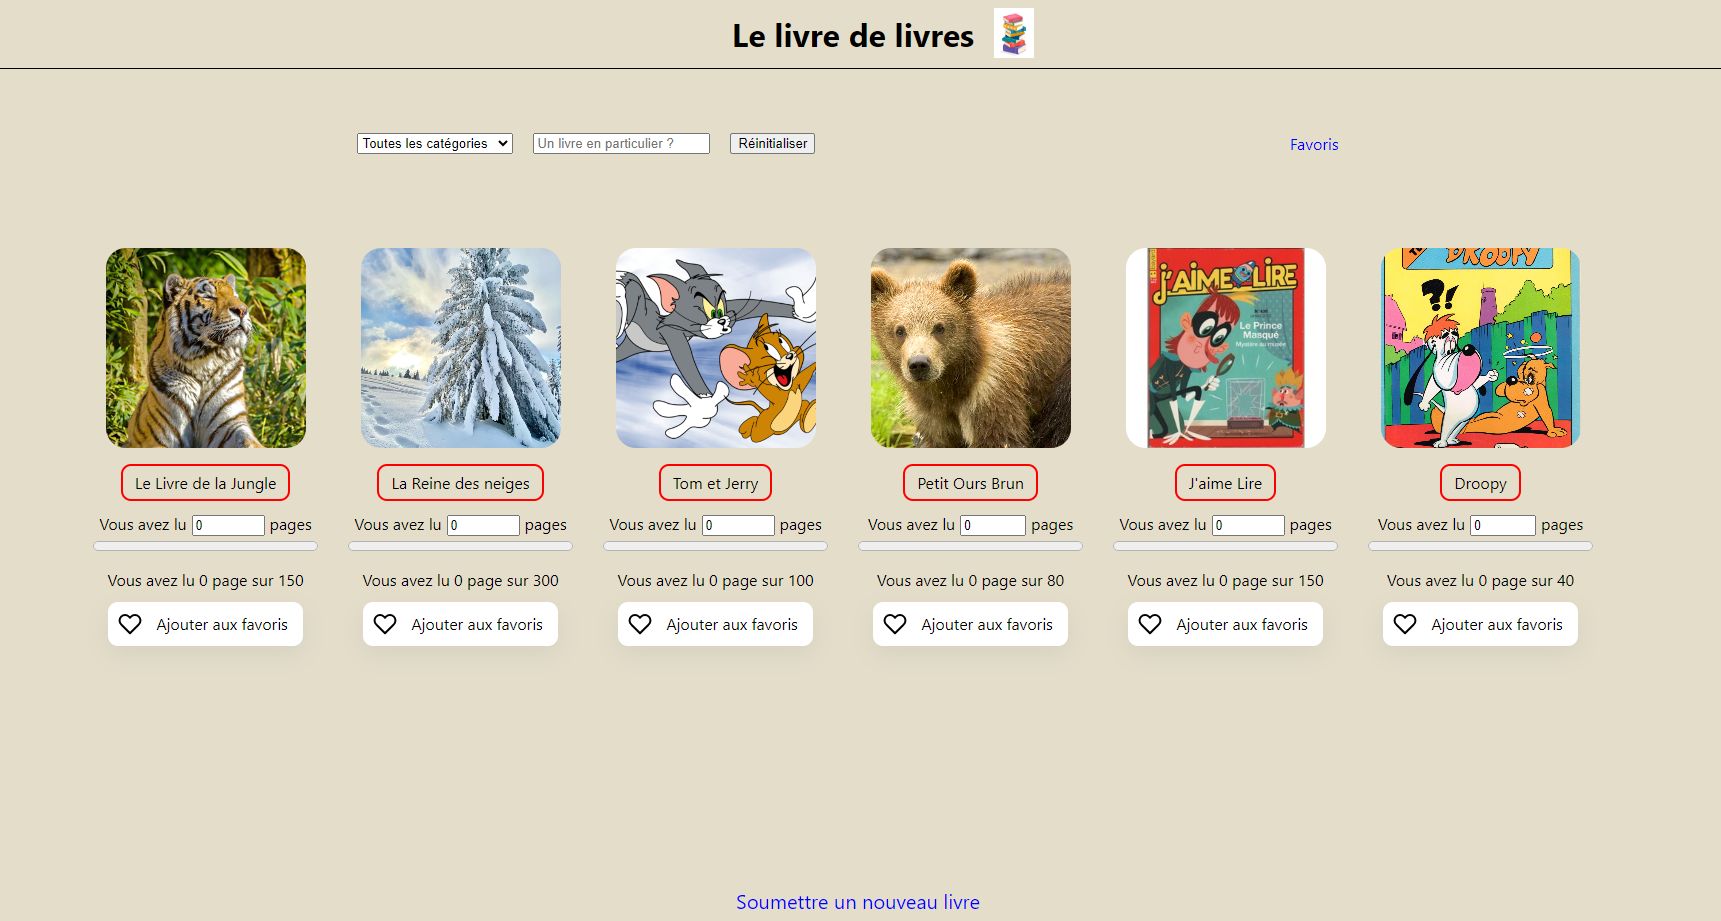 Le livre de livres
Toutes les catégories
Un livre en particulier ?
Réinitialiser
Favoris
j'AIME LIRE
Le Prince
Masqué
Mystère au musée
DROOPY
?!
Le Livre de la Jungle
La Reine des neiges
Tom et Jerry
Petit Ours Brun
J'aime Lire
Droopy
Vous avez lu 0 pages
Vous avez lu 0 pages
Vous avez lu 0 pages
Vous avez lu 0 pages
Vous avez lu 0 pages
Vous avez lu 0 pages
Vous avez lu 0 page sur 150
Vous avez lu 0 page sur 300
Vous avez lu 0 page sur 100
Vous avez lu 0 page sur 80
Vous avez lu 0 page sur 150
Vous avez lu 0 page sur 40
Ajouter aux favoris
Ajouter aux favoris
Ajouter aux favoris
Ajouter aux favoris
Ajouter aux favoris
Ajouter aux favoris
Soumettre un nouveau livre